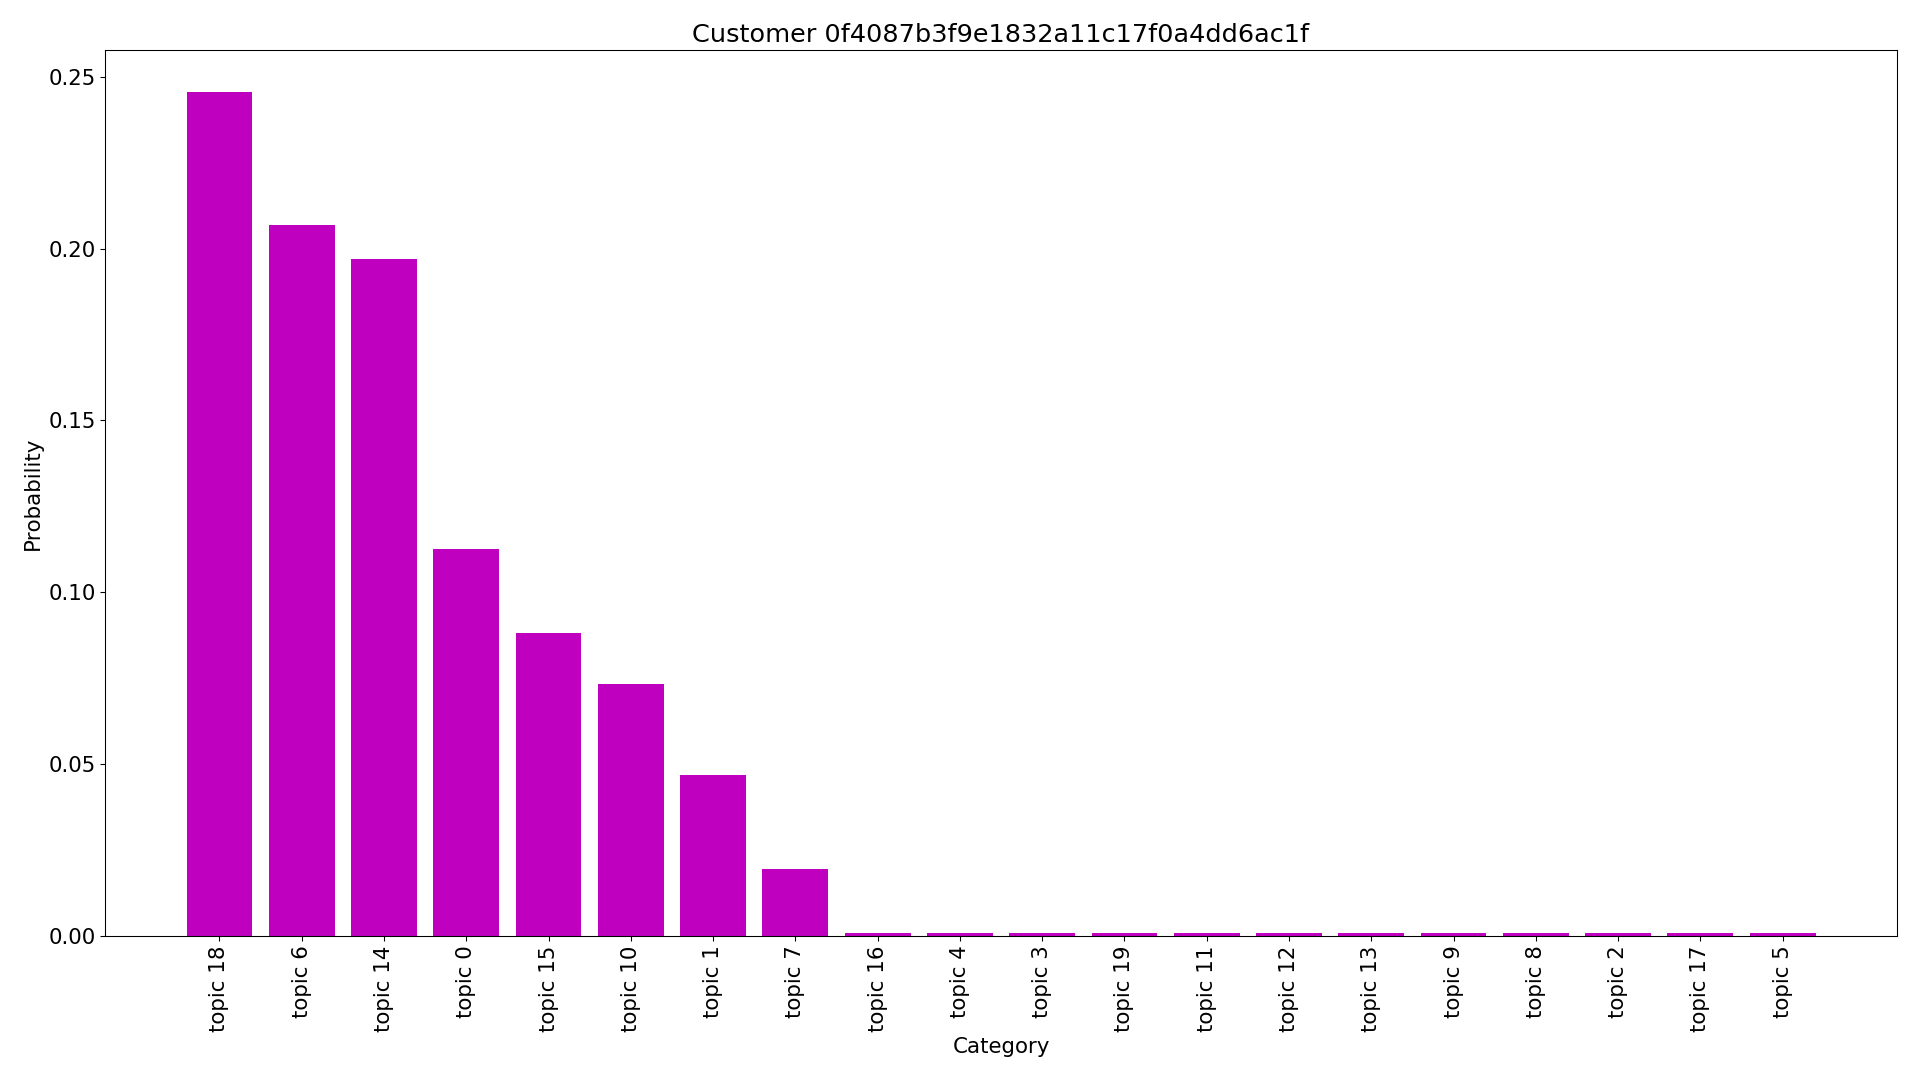 Customer 0f4087b3f9e1832a11c17f0a4dd6ac1f
0.25
0.20
0.15
0.10
0.05
0.00
Probability
topic 18
topic 6
topic 14
topic 0
topic 15
topic 10
topic 1
topic 7
topic 16
topic 4
topic 3
topic 19
topic 11
topic 12
topic 13
topic 9
topic 8
topic 2
topic 17
topic 5
Category